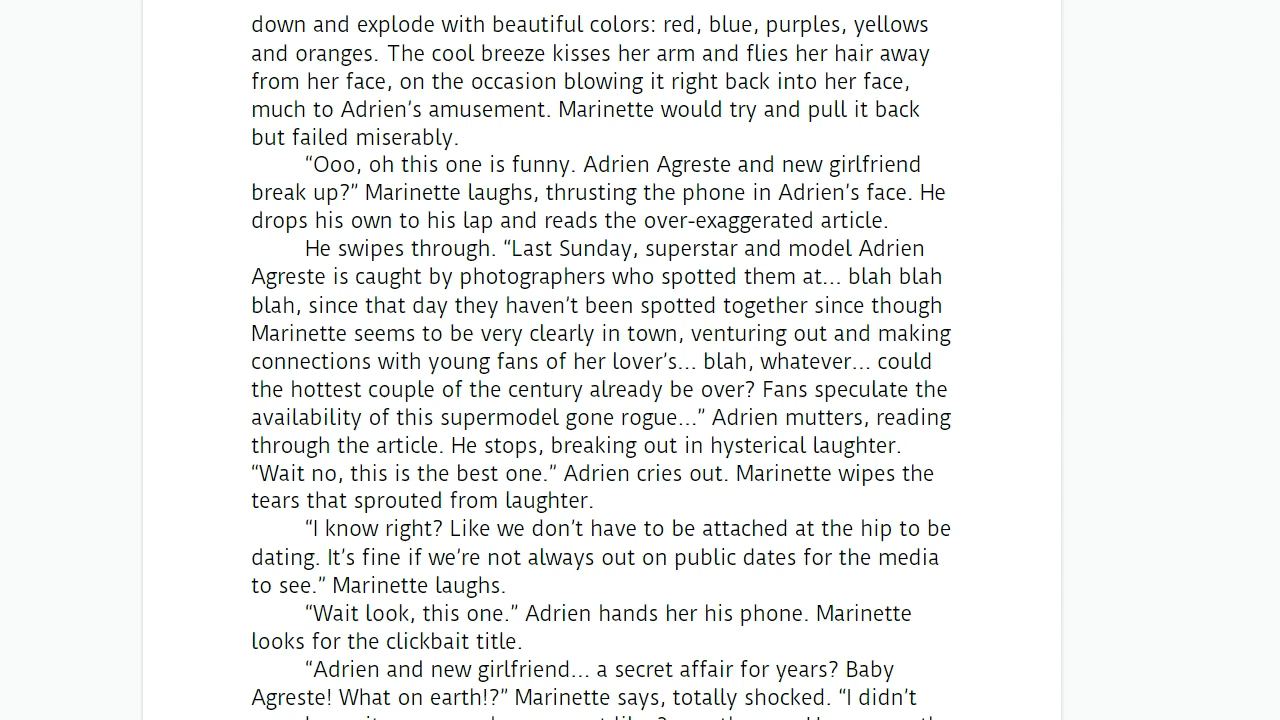 down and explode with beautiful colors: red, blue, purples, yellows
and oranges. The cool breeze kisses her arm and flies her hair away
from her face, on the occasion blowing it right back into her face,
much to Adrien’s amusement. Marinette would try and pull it back
but failed miserably.
“Ooo, oh this one is funny. Adrien Agreste and new girlfriend
break up?” Marinette laughs, thrusting the phone in Adrien’s face. He
drops his own to his lap and reads the over-exaggerated article.
He swipes through. “Last Sunday, superstar and model Adrien
Agreste is caught by photographers who spotted them at... blah blah
blah, since that day they haven’t been spotted together since though
Marinette seems to be very clearly in town, venturing out and making
connections with young fans of her lover’s... blah, whatever... could
the hottest couple of the century already be over? Fans speculate the
availability of this supermodel gone rogue...” Adrien mutters, reading
through the article. He stops, breaking out in hysterical laughter.
“Wait no, this is the best one.” Adrien cries out. Marinette wipes the
tears that sprouted from laughter.
“I know right? Like we don’t have to be attached at the hip to be
dating. It’s fine if we’re not always out on public dates for the media
to see.” Marinette laughs.
“Wait look, this one.” Adrien hands her his phone. Marinette
looks for the clickbait title.
“Adrien and new girlfriend... a secret affair for years? Baby
Agreste! What on earth!?” Marinette says, totally shocked. “I didn’t